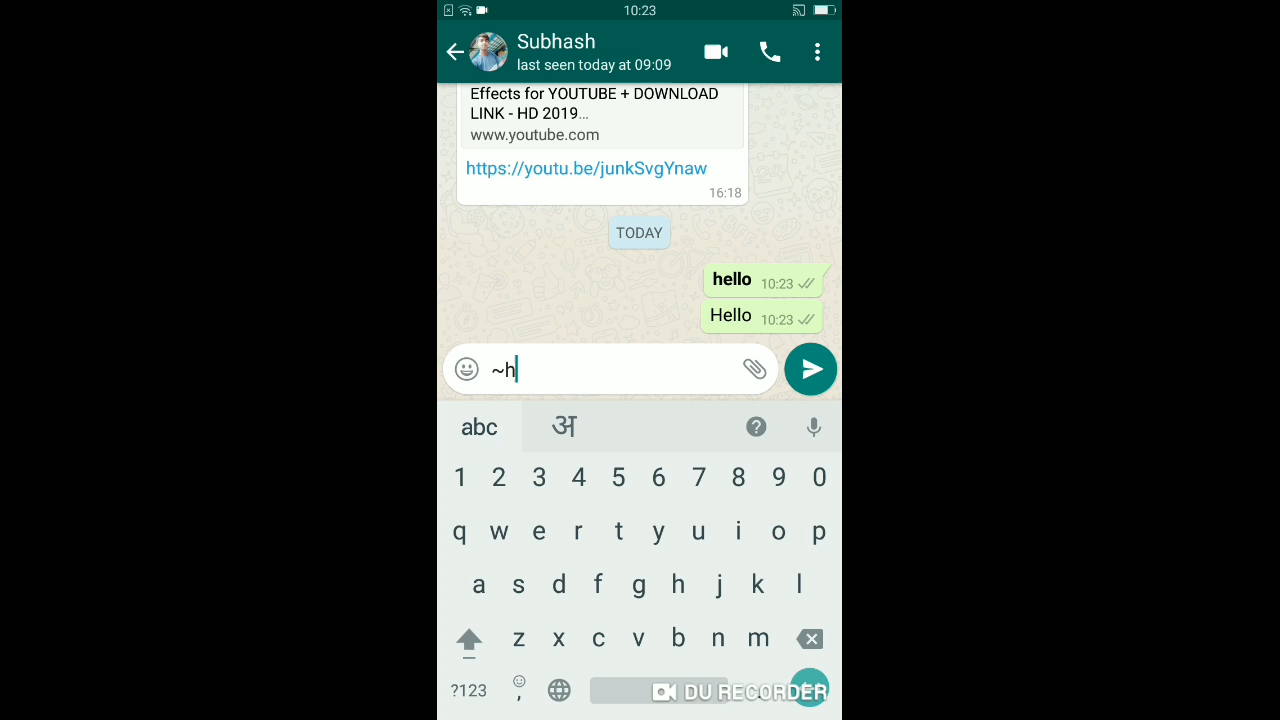 10:23
Subhash
last seen today at 09:09
Effects for YOUTUBE + DOWNLOAD
LINK - HD 2019...
www.youtube.com
https://youtu.be/junkSvgYnaw
16:18
TODAY
hello 10:23
Hello 10:23
~h
abc अ
1 2 3 4 5 6 7 8 9 0
q w e r t y u i o p
a s d f g h j k l
z x c v b n m
?123 , .
DU RECORDER